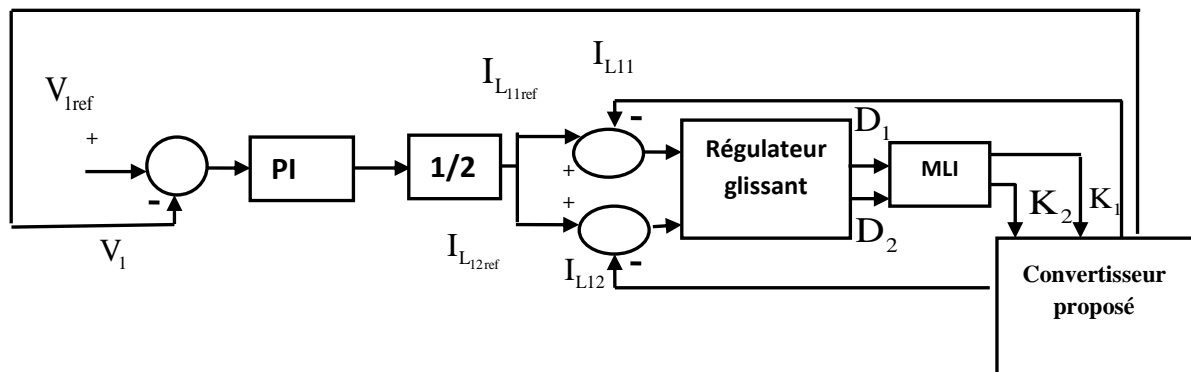 V1ref
+
-
V1
PI
1/2
IL11ref
IL12ref
IL11
-
+
+
IL12
-
Régulateur
glissant
D1
D2
MLI
K2
K1
Convertisseur
proposé